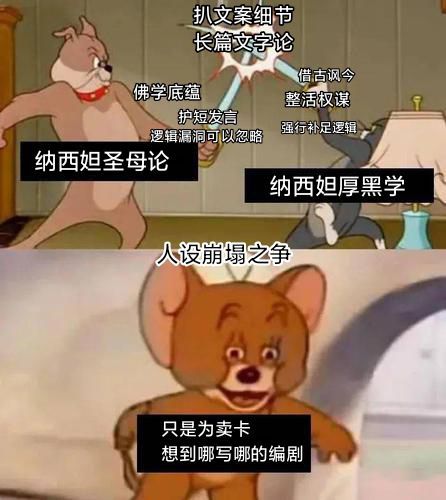 扒文案细节
长篇文字论
借古讽今
佛学底蕴
整活权谋
护短发言
强行补足逻辑
逻辑漏洞可以忽略
纳西妲圣母论
纳西妲厚黑学
人设崩塌之争
只是为卖卡
想到哪写哪的编剧